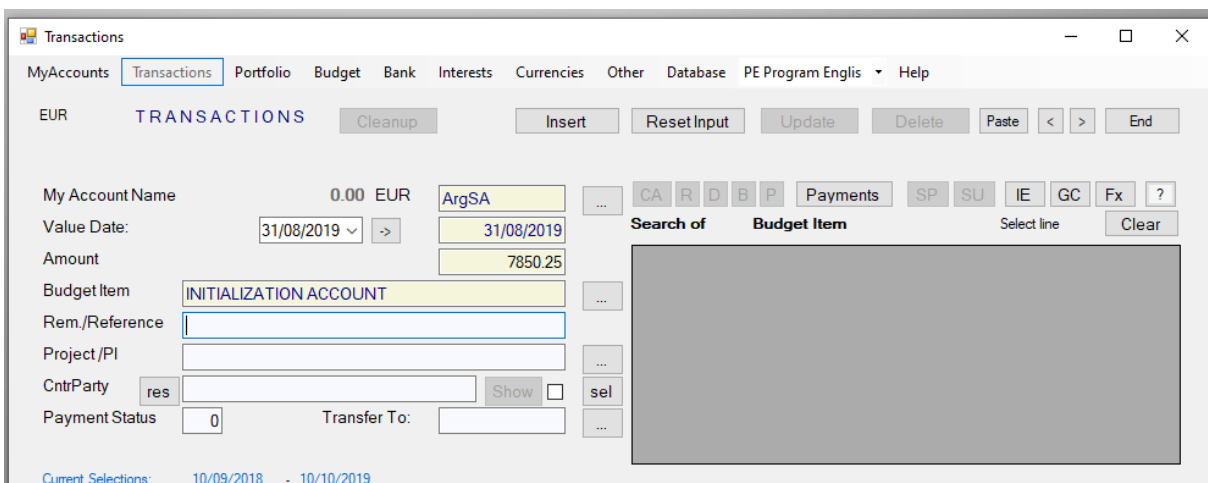 Transactions
MyAccounts Transactions Portfolio Budget Bank Interests Currencies Other Database PE Program Englis Help
EUR TRANSACTIONS Cleanup Insert Reset Input Update Delete Paste < > End
My Account Name 0.00 EUR ArgSA ... CA R D B P Payments SP SU IE GC Fx ?
Value Date: 31/08/2019 -> 31/08/2019 Search of Budget Item Select line Clear
Amount 7850.25
Budget Item INITIALIZATION ACCOUNT ...
Rem./Reference
Project /PI ...
CntrParty res Show sel
Payment Status 0 Transfer To: ...
Current Selections: 10/09/2018 - 10/10/2019